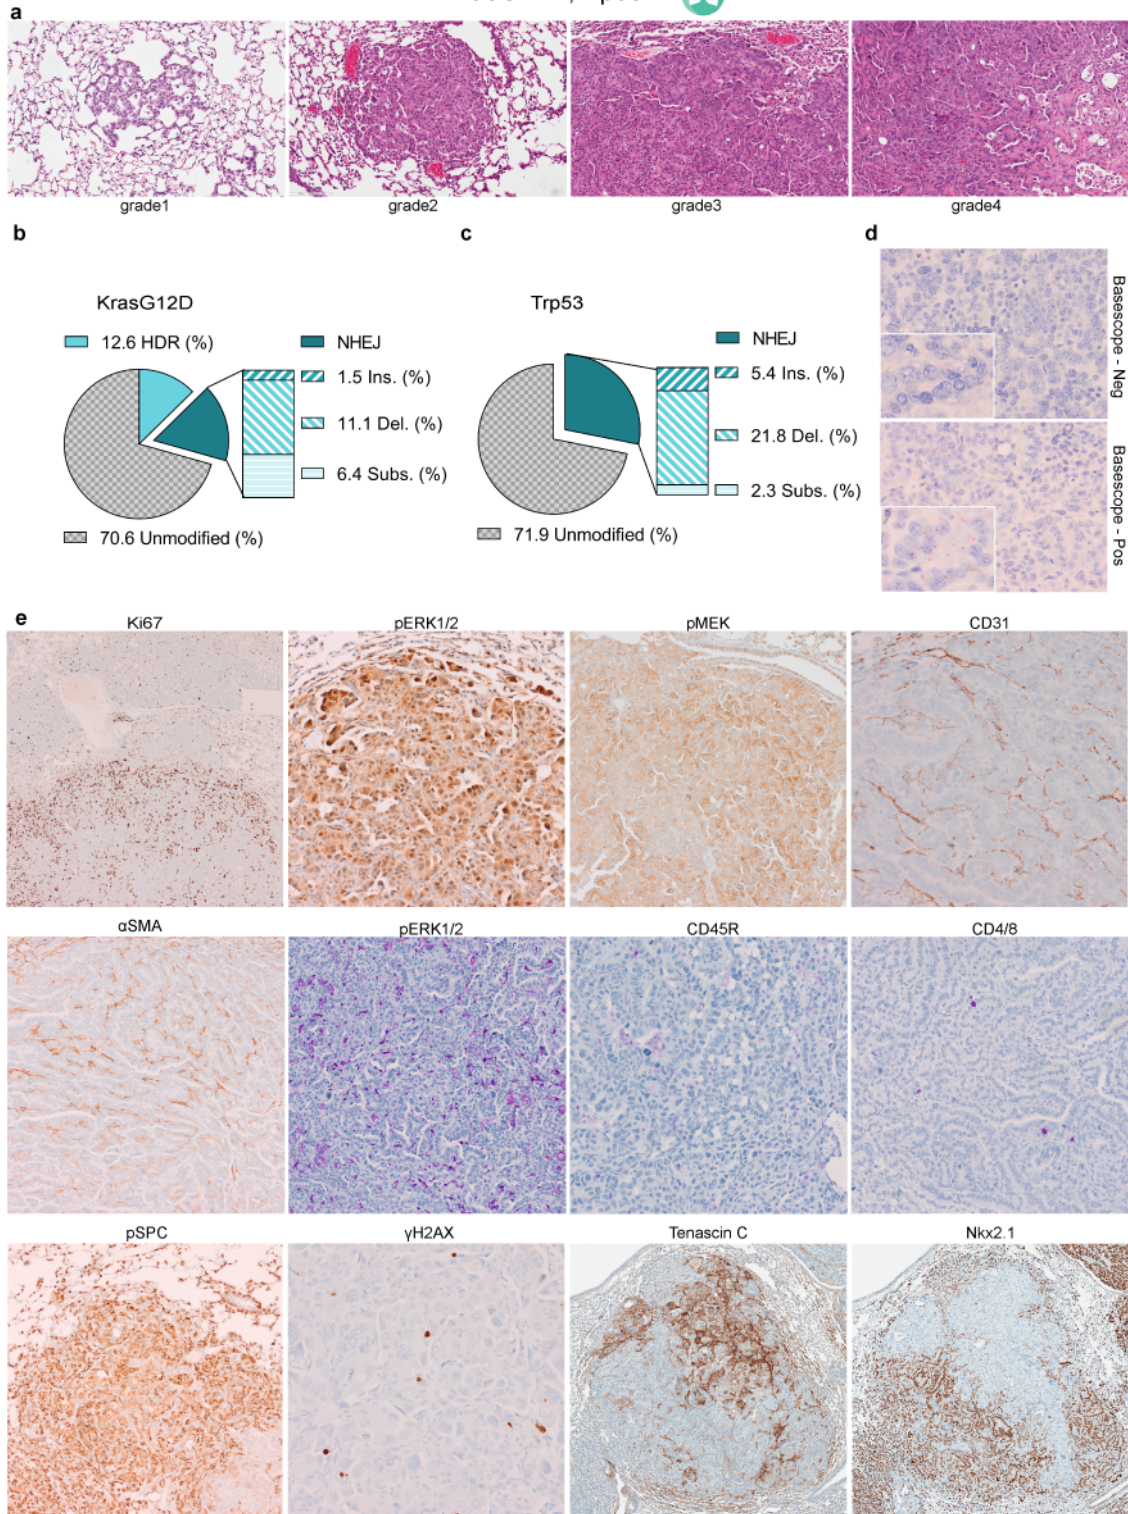 a
grade1 grade2 grade3 grade4
b c d
KrasG12D
12.6 HDR (%)
NHEJ
1.5 Ins. (%)
11.1 Del. (%)
6.4 Subs. (%)
70.6 Unmodified (%)
Trp53
NHEJ
5.4 Ins. (%)
21.8 Del. (%)
2.3 Subs. (%)
71.9 Unmodified (%)
Basescope - Neg
Basescope - Pos
e
Ki67 pERK1/2 pMEK CD31
αSMA pERK1/2 CD45R CD4/8
pSPC γH2AX Tenascin C Nkx2.1